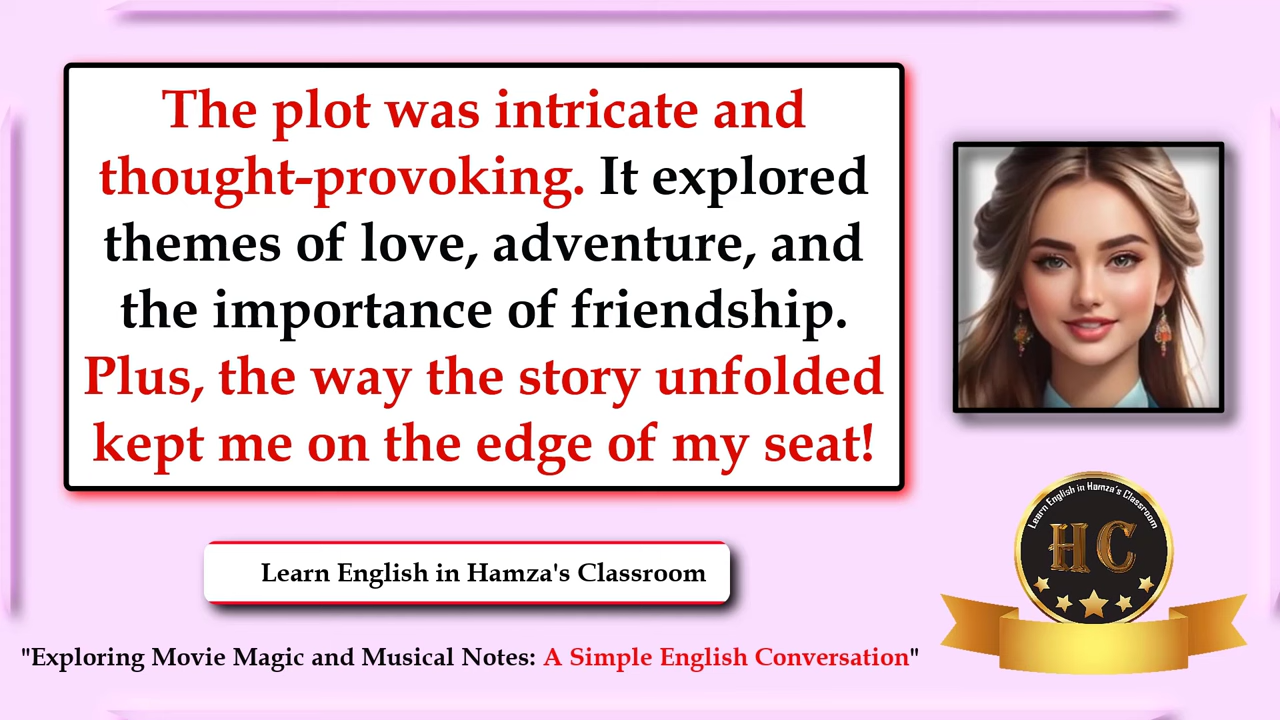 The plot was intricate and
thought-provoking. It explored
themes of love, adventure, and
the importance of friendship.
Plus, the way the story unfolded
kept me on the edge of my seat!
Learn English in Hamza's Classroom
HC
Learn English in Hamza's Classroom
"Exploring Movie Magic and Musical Notes: A Simple English Conversation"